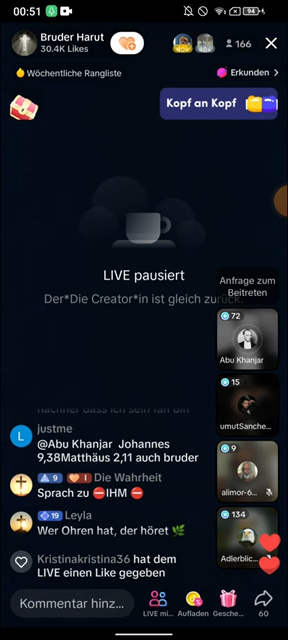 00:51
94
Bruder Harut
30.4K Likes
166
Wöchentliche Rangliste
Erkunden >
Kopf an Kopf
LIVE pausiert
Der*Die Creator*in ist gleich zurück.
Anfrage zum
Beitreten
72
Abu Khanjar
15
umutSanche...
9
alimor-6...
134
Adlerblic...
justme
@Abu Khanjar Johannes
9,38Matthäus 2,11 auch bruder
9 1 Die Wahrheit
Sprach zu ⛔IHM ⛔
19 Leyla
Wer Ohren hat, der höret 🌿
Kristinakristina36 hat dem
LIVE einen Like gegeben
Kommentar hinz...
LIVE mi...
Aufladen
Gesche...
60